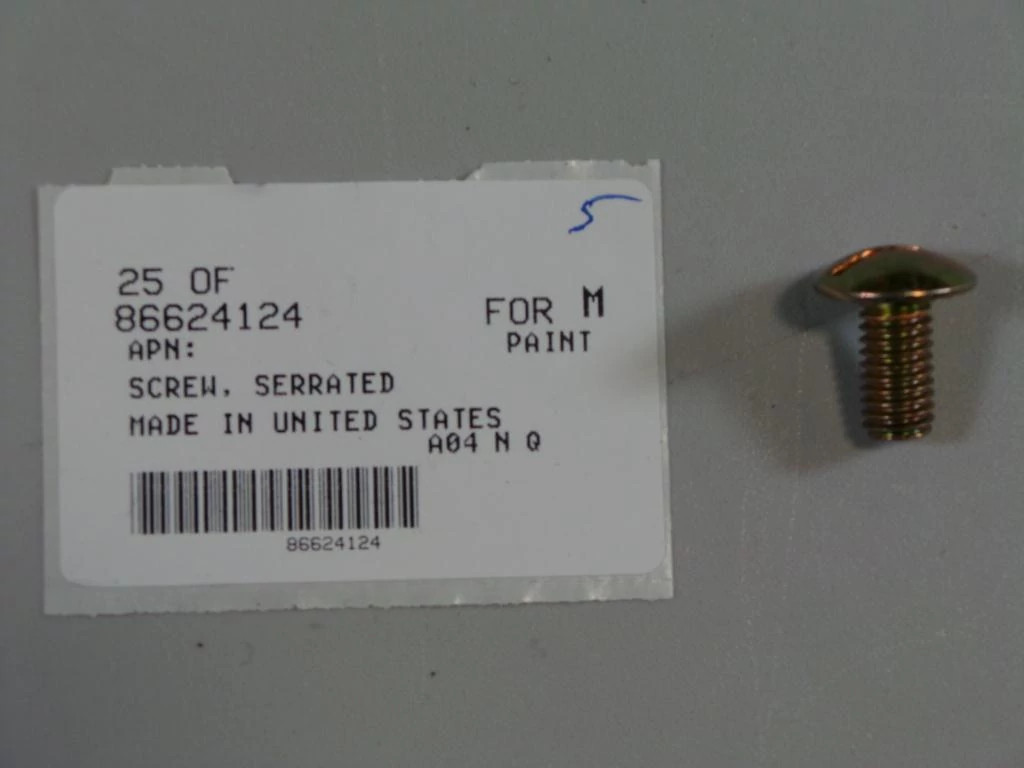 5
25 OF
86624124
FOR M
APN:
PAINT
SCREW, SERRATED
MADE IN UNITED STATES
A04 N Q
86624124